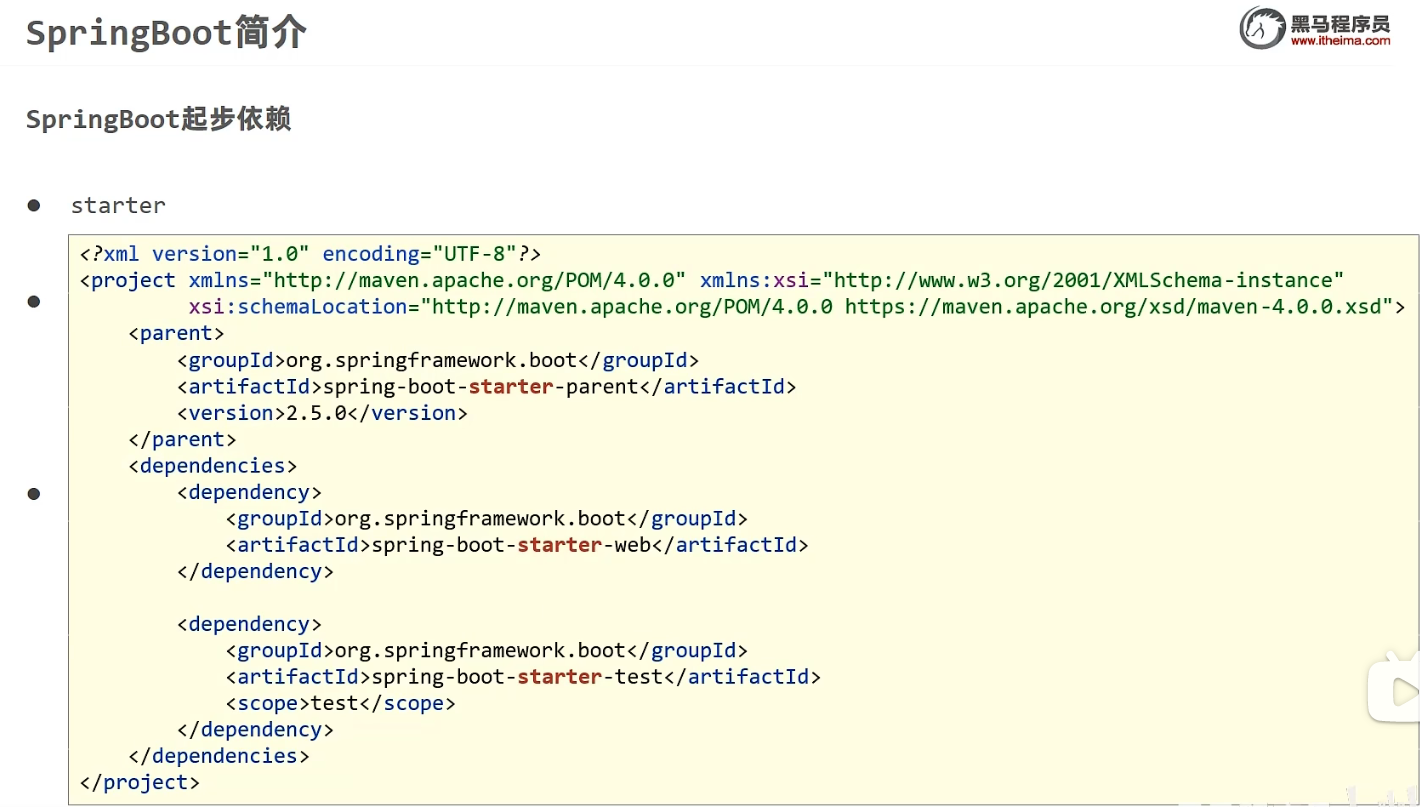 SpringBoot简介
黑马程序员
www.itheima.com
SpringBoot起步依赖
● starter
<?xml version="1.0" encoding="UTF-8"?>
<project xmlns="http://maven.apache.org/POM/4.0.0" xmlns:xsi="http://www.w3.org/2001/XMLSchema-instance"
         xsi:schemaLocation="http://maven.apache.org/POM/4.0.0 https://maven.apache.org/xsd/maven-4.0.0.xsd">
    <parent>
        <groupId>org.springframework.boot</groupId>
        <artifactId>spring-boot-starter-parent</artifactId>
        <version>2.5.0</version>
    </parent>
    <dependencies>
        <dependency>
            <groupId>org.springframework.boot</groupId>
            <artifactId>spring-boot-starter-web</artifactId>
        </dependency>

        <dependency>
            <groupId>org.springframework.boot</groupId>
            <artifactId>spring-boot-starter-test</artifactId>
            <scope>test</scope>
        </dependency>
    </dependencies>
</project>